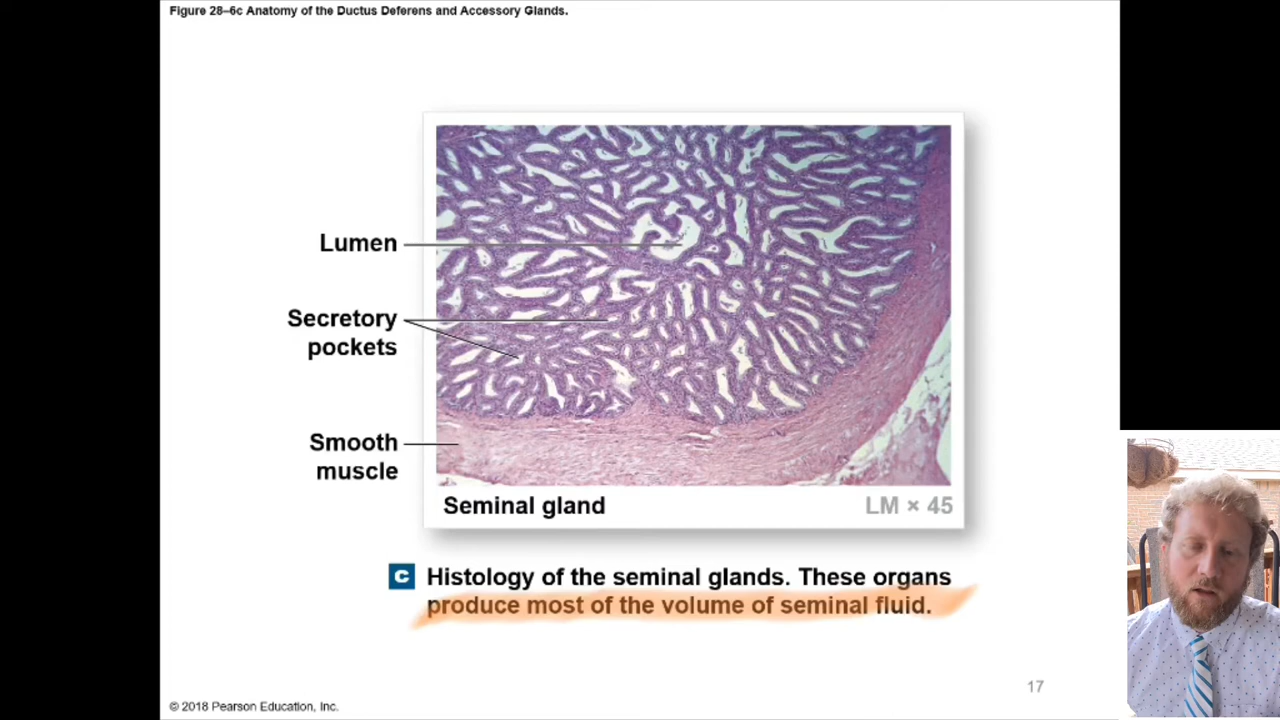 Figure 28–6c Anatomy of the Ductus Deferens and Accessory Glands.
Lumen
Secretory
pockets
Smooth
muscle
Seminal gland
LM × 45
C Histology of the seminal glands. These organs
produce most of the volume of seminal fluid.
17
© 2018 Pearson Education, Inc.